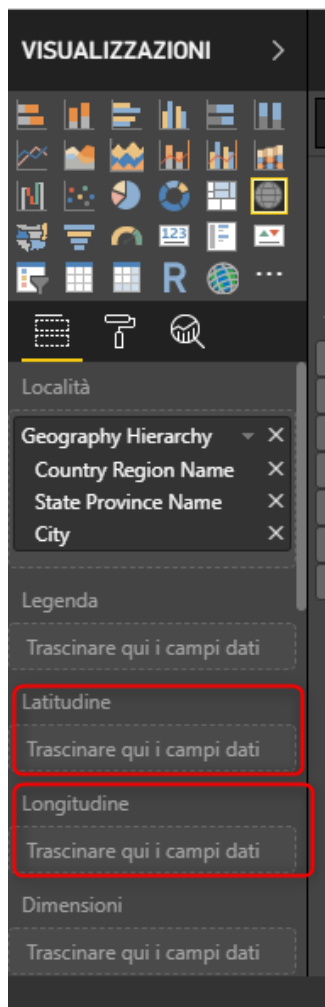 VISUALIZZAZIONI
123
R
Località
Geography Hierarchy
Country Region Name
State Province Name
City
Legenda
Trascinare qui i campi dati
Latitudine
Trascinare qui i campi dati
Longitudine
Trascinare qui i campi dati
Dimensioni
Trascinare qui i campi dati